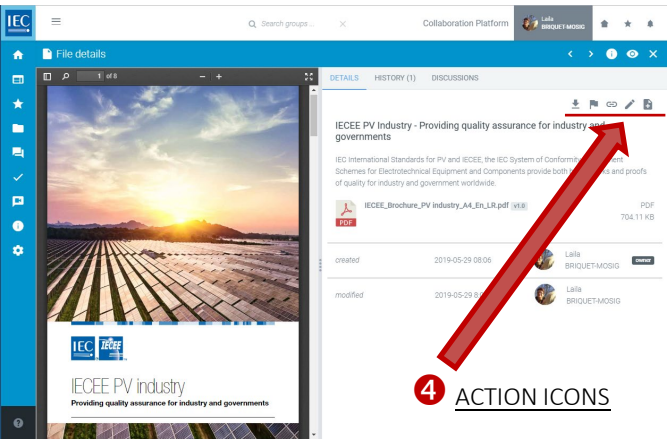 IEC
Search groups ...
Collaboration Platform
Laila
BRIQUET-MOSIG
File details
1 of 8
DETAILS HISTORY (1) DISCUSSIONS
IECEE PV Industry - Providing quality assurance for industry and
governments
IEC International Standards for PV and IECEE, the IEC System of Conformity
Schemes for Electrotechnical Equipment and Components provide both and proofs
of quality for industry and government worldwide.
IECEE_Brochure_PV industry_A4_En_LR.pdf v1.0 PDF
PDF
704.11 KB
created 2019-05-29 08:06 Laila
BRIQUET-MOSIG owner
modified 2019-05-29 Laila
BRIQUET-MOSIG
IEC IECEE
IECEE PV industry
Providing quality assurance for industry and governments
4 ACTION ICONS